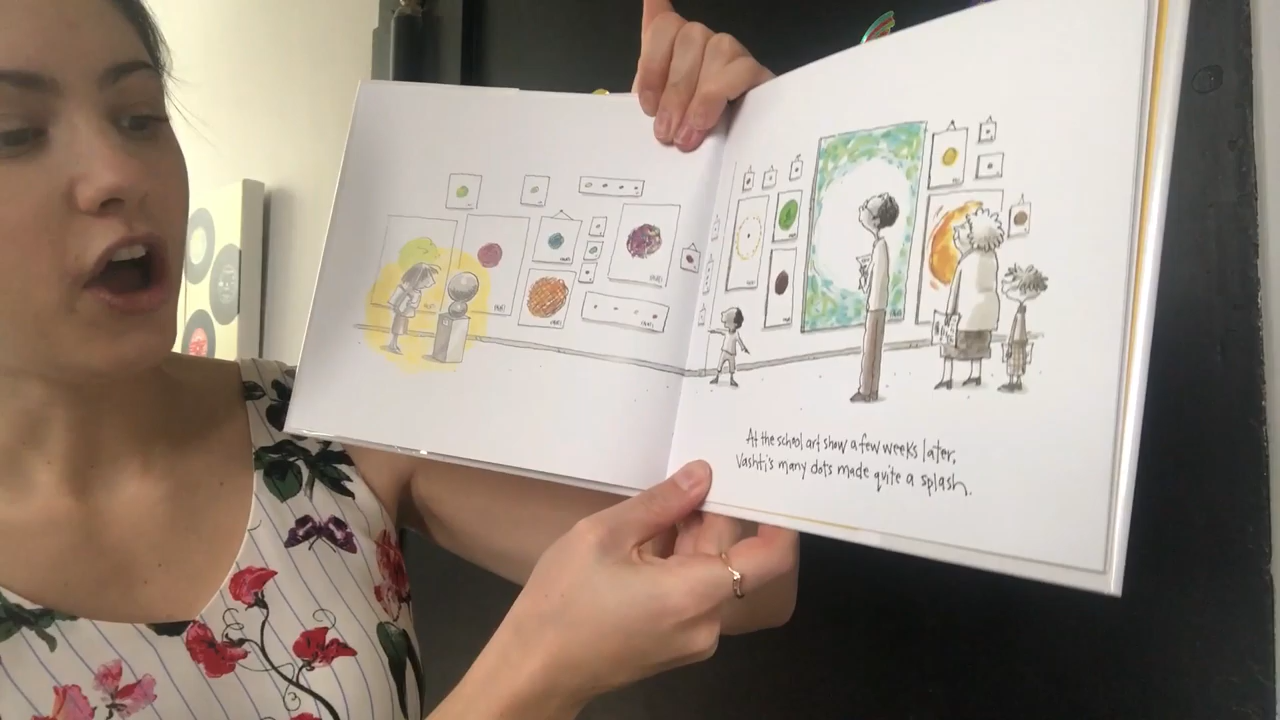 At the school art show a few weeks later,
Vashti's many dots made quite a splash.